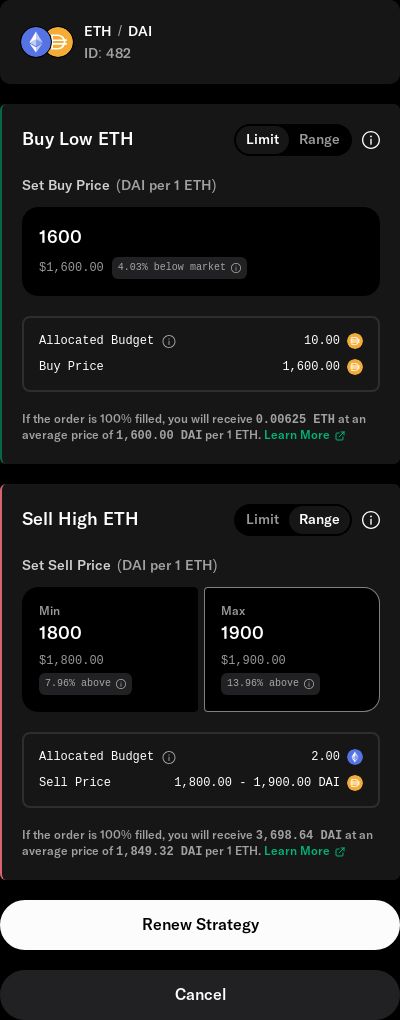 ETH / DAI
ID: 482
Buy Low ETH
Limit Range
Set Buy Price (DAI per 1 ETH)
1600
$1,600.00 4.03% below market
Allocated Budget 10.00
Buy Price 1,600.00
If the order is 100% filled, you will receive 0.00625 ETH at an
average price of 1,600.00 DAI per 1 ETH. Learn More
Sell High ETH
Limit Range
Set Sell Price (DAI per 1 ETH)
Min Max
1800 1900
$1,800.00 $1,900.00
7.96% above 13.96% above
Allocated Budget 2.00
Sell Price 1,800.00 - 1,900.00 DAI
If the order is 100% filled, you will receive 3,698.64 DAI at an
average price of 1,849.32 DAI per 1 ETH. Learn More
Renew Strategy
Cancel